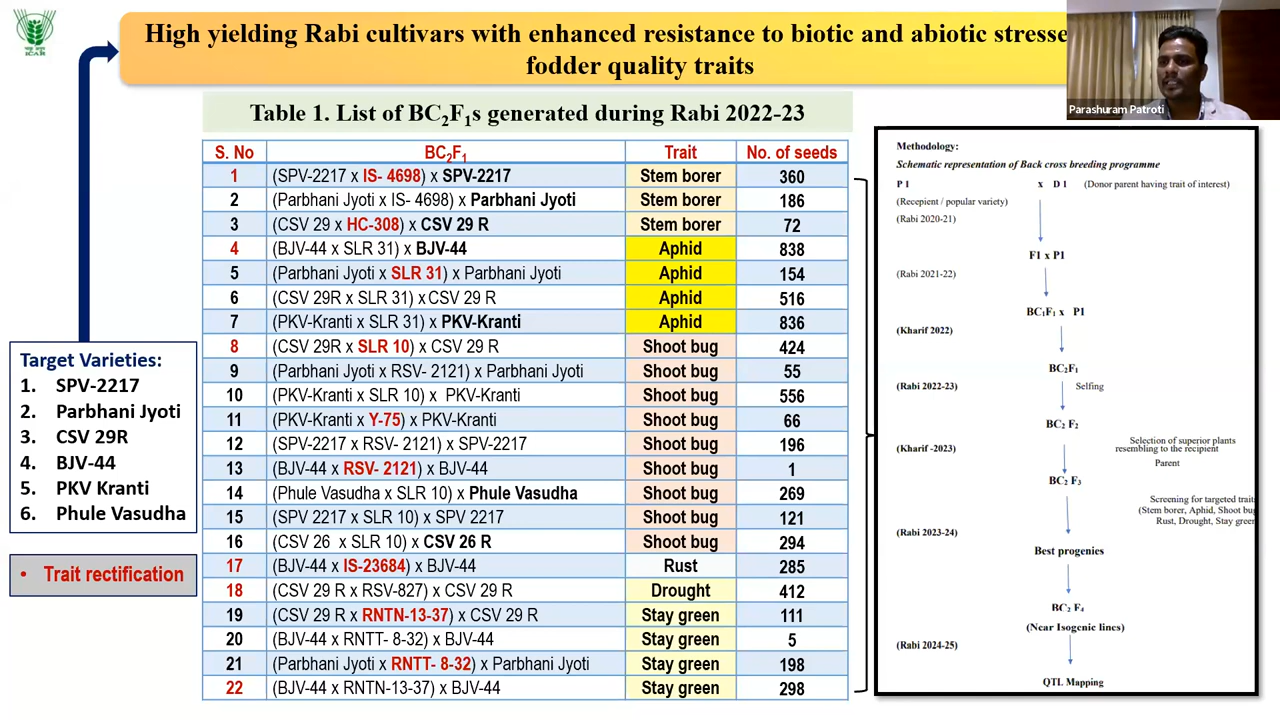 High yielding Rabi cultivars with enhanced resistance to biotic and abiotic stresse
fodder quality traits
Parashuram Patroti
ICAR
Table 1. List of BC2F1s generated during Rabi 2022-23
S. No BC2F1 Trait No. of seeds
1 (SPV-2217 x IS- 4698) x SPV-2217 Stem borer 360
2 (Parbhani Jyoti x IS- 4698) x Parbhani Jyoti Stem borer 186
3 (CSV 29 x HC-308) x CSV 29 R Stem borer 72
4 (BJV-44 x SLR 31) x BJV-44 Aphid 838
5 (Parbhani Jyoti x SLR 31) x Parbhani Jyoti Aphid 154
6 (CSV 29R x SLR 31) x CSV 29 R Aphid 516
7 (PKV-Kranti x SLR 31) x PKV-Kranti Aphid 836
8 (CSV 29R x SLR 10) x CSV 29 R Shoot bug 424
9 (Parbhani Jyoti x RSV- 2121) x Parbhani Jyoti Shoot bug 55
10 (PKV-Kranti x SLR 10) x PKV-Kranti Shoot bug 556
11 (PKV-Kranti x Y-75) x PKV-Kranti Shoot bug 66
12 (SPV-2217 x RSV- 2121) x SPV-2217 Shoot bug 196
13 (BJV-44 x RSV- 2121) x BJV-44 Shoot bug 1
14 (Phule Vasudha x SLR 10) x Phule Vasudha Shoot bug 269
15 (SPV 2217 x SLR 10) x SPV 2217 Shoot bug 121
16 (CSV 26 x SLR 10) x CSV 26 R Shoot bug 294
17 (BJV-44 x IS-23684) x BJV-44 Rust 285
18 (CSV 29 R x RSV-827) x CSV 29 R Drought 412
19 (CSV 29 R x RNTN-13-37) x CSV 29 R Stay green 111
20 (BJV-44 x RNTT- 8-32) x BJV-44 Stay green 5
21 (Parbhani Jyoti x RNTT- 8-32) x Parbhani Jyoti Stay green 198
22 (BJV-44 x RNTN-13-37) x BJV-44 Stay green 298
Target Varieties:
1. SPV-2217
2. Parbhani Jyoti
3. CSV 29R
4. BJV-44
5. PKV Kranti
6. Phule Vasudha
• Trait rectification
Methodology:
Schematic representation of Back cross breeding programme
P 1 x D 1 (Donor parent having trait of interest)
(Recepient / popular variety)
(Rabi 2020-21)
F1 x P1
(Rabi 2021-22)
BC1F1 x P1
(Kharif 2022)
BC2F1
(Rabi 2022-23) Selfing
BC2 F2
(Kharif -2023) Selection of superior plants
resembling to the recipient
Parent
BC2 F3
Screening for targeted trait
(Stem borer, Aphid, Shoot bug
Rust, Drought, Stay green
(Rabi 2023-24)
Best progenies
BC2 F4
(Near Isogenic lines)
(Rabi 2024-25)
QTL Mapping